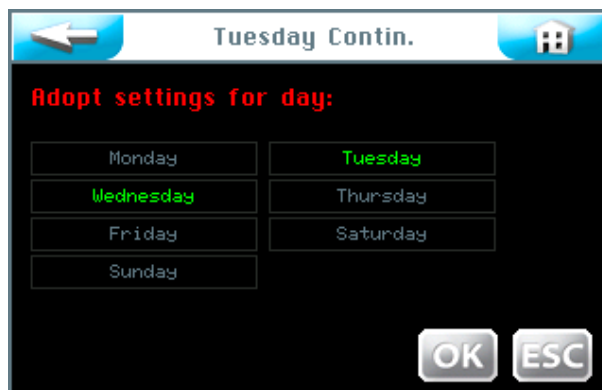 Tuesday Contin.
Adopt settings for day:
Monday Tuesday
Wednesday Thursday
Friday Saturday
Sunday
OK ESC